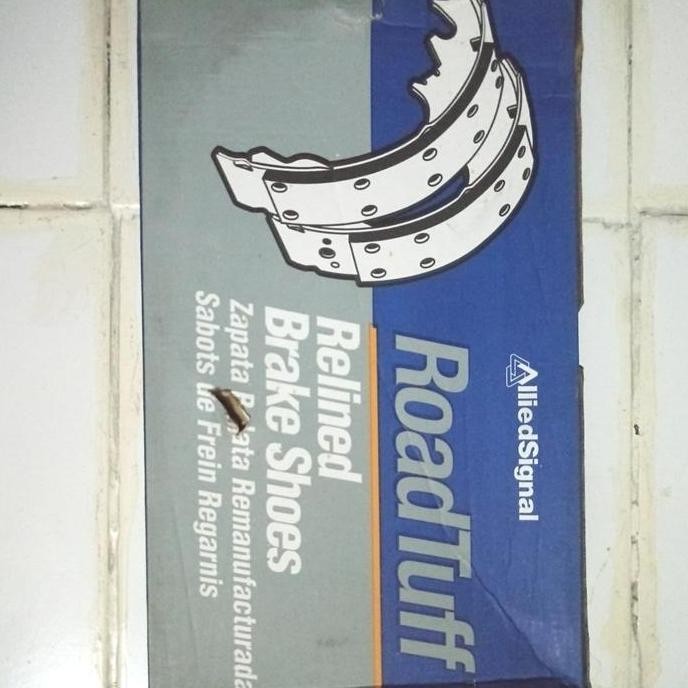 AlliedSignal
RoadTuff
Relined
Brake Shoes
Zapata Remanufacturada
Sabots de Frein Regarnis